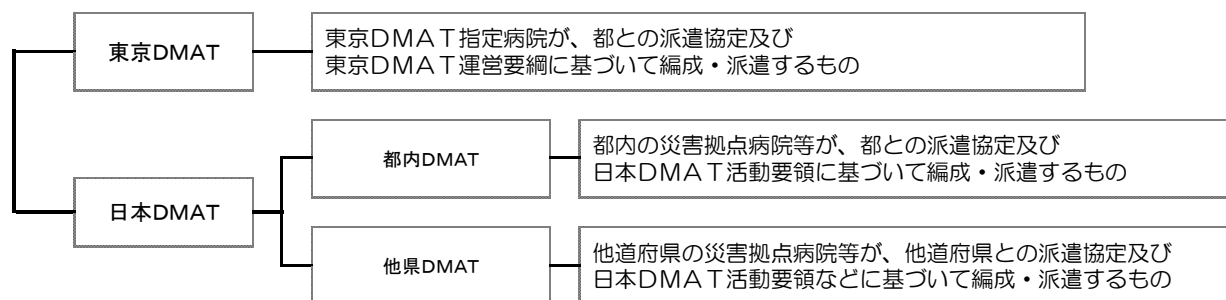 東京DMAT
東京DMAT指定病院が、都との派遣協定及び
東京DMAT運営要綱に基づいて編成・派遣するもの
日本DMAT
都内DMAT
都内の災害拠点病院等が、都との派遣協定及び
日本DMAT活動要領に基づいて編成・派遣するもの
他県DMAT
他道府県の災害拠点病院等が、他道府県との派遣協定及び
日本DMAT活動要領などに基づいて編成・派遣するもの